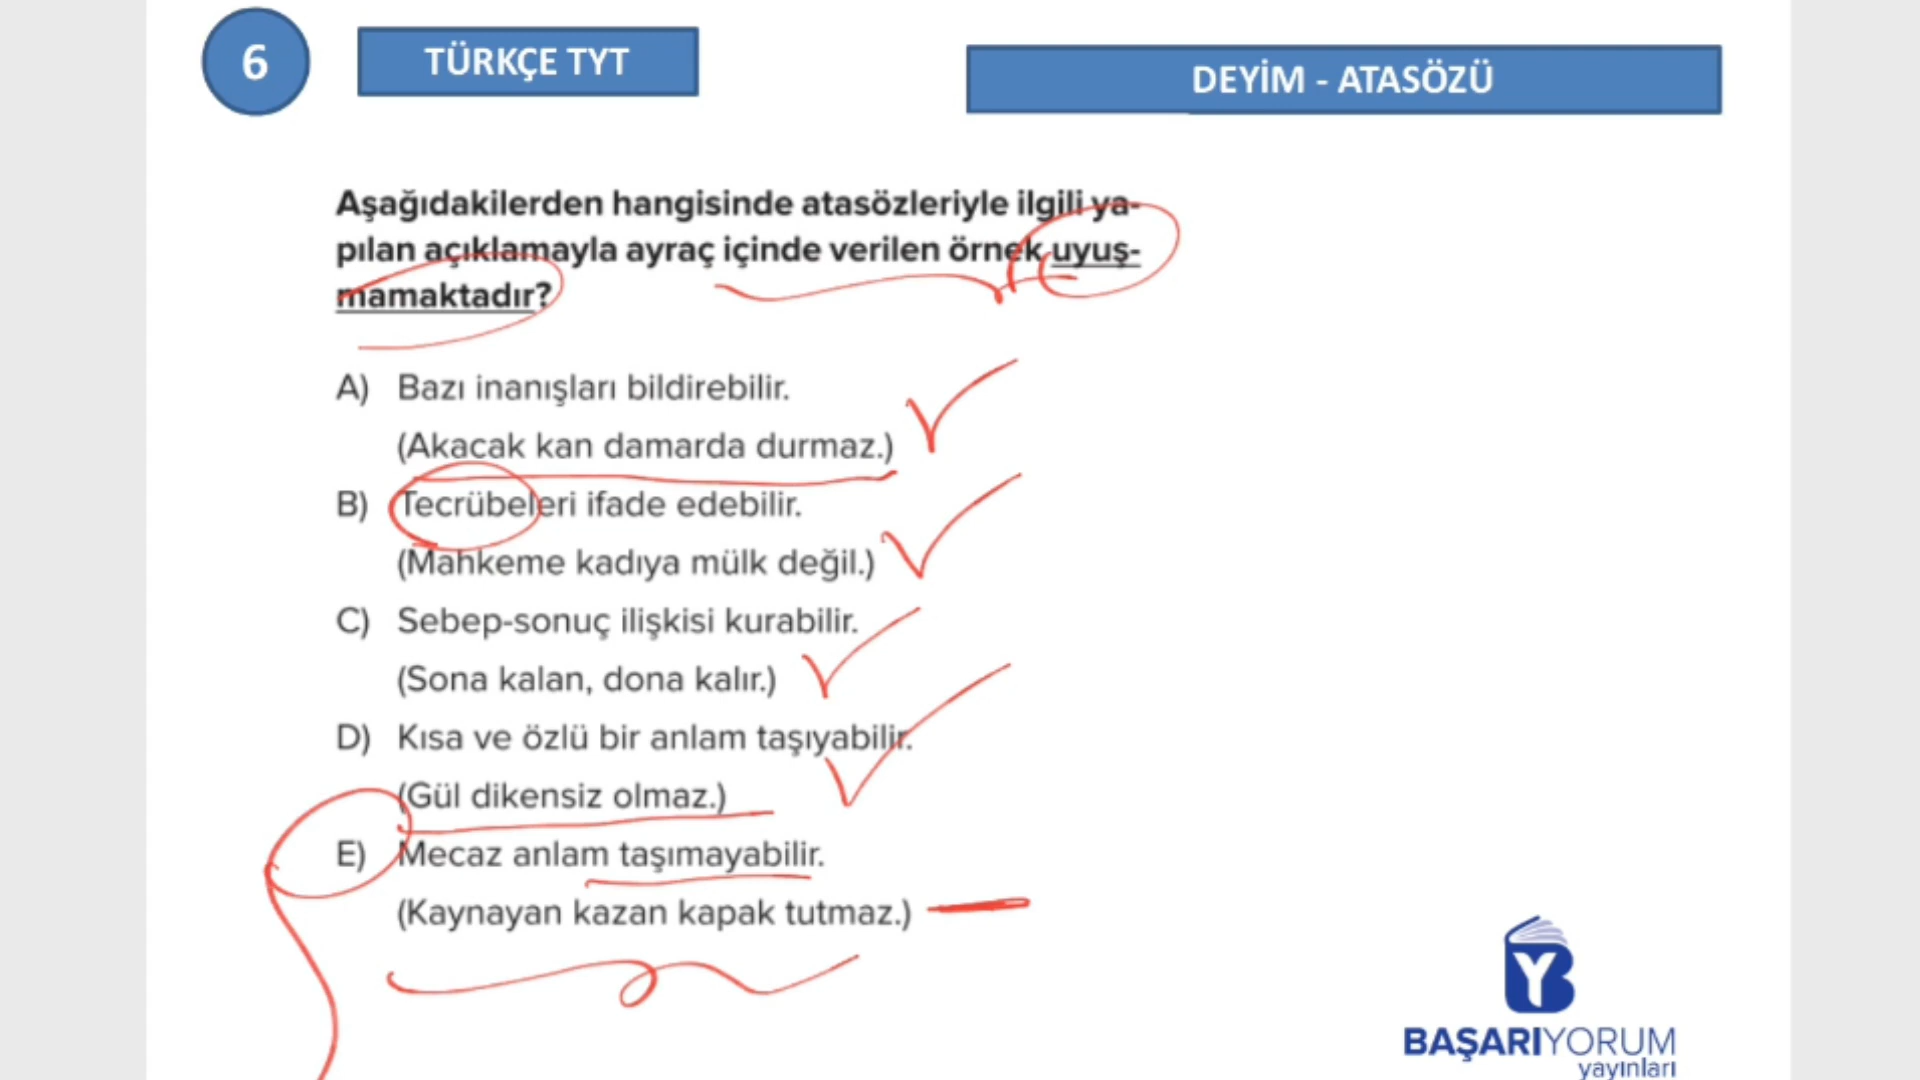 6
TÜRKÇE TYT
DEYİM - ATASÖZÜ
Aşağıdakilerden hangisinde atasözleriyle ilgili ya-
pılan açıklamayla ayraç içinde verilen örnek uyuş-
mamaktadır?
A) Bazı inanışları bildirebilir.
(Akacak kan damarda durmaz.)
B) Tecrübeleri ifade edebilir.
(Mahkeme kadıya mülk değil.)
C) Sebep-sonuç ilişkisi kurabilir.
(Sona kalan, dona kalır.)
D) Kısa ve özlü bir anlam taşıyabilir.
(Gül dikensiz olmaz.)
E) Mecaz anlam taşımayabilir.
(Kaynayan kazan kapak tutmaz.)
BAŞARIYORUM
yayınları